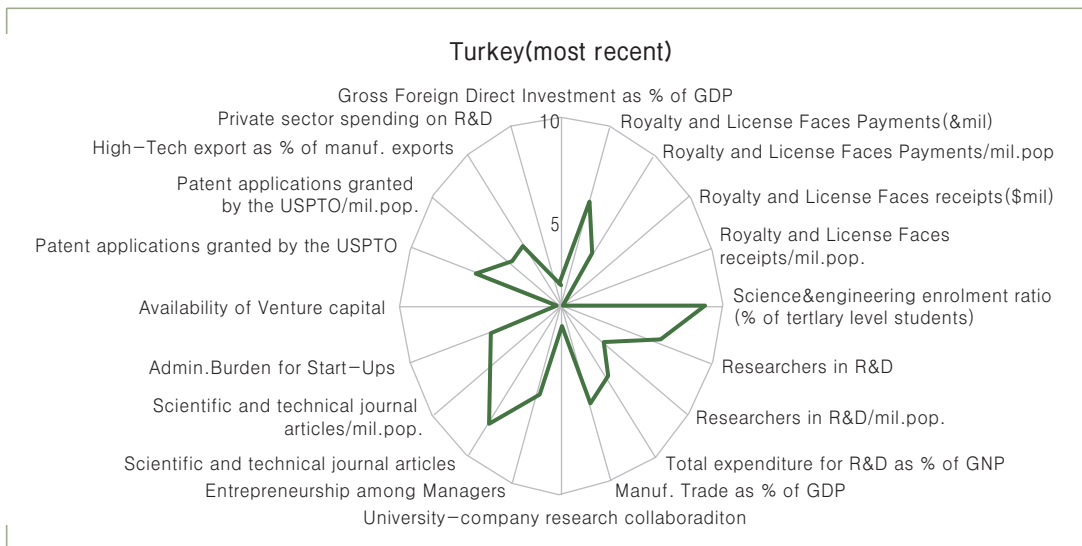 Turkey(most recent)
Gross Foreign Direct Investment as % of GDP
10
5
Royalty and License Faces Payments(&mil)
Royalty and License Faces Payments/mil.pop
Royalty and License Faces receipts($mil)
Royalty and License Faces
receipts/mil.pop.
Science&engineering enrolment ratio
(% of tertlary level students)
Researchers in R&D
Researchers in R&D/mil.pop.
Total expenditure for R&D as % of GNP
Manuf. Trade as % of GDP
University-company research collaboraditon
Entrepreneurship among Managers
Scientific and technical journal articles
Scientific and technical journal
articles/mil.pop.
Admin.Burden for Start-Ups
Availability of Venture capital
Patent applications granted by the USPTO
Patent applications granted
by the USPTO/mil.pop.
High-Tech export as % of manuf. exports
Private sector spending on R&D